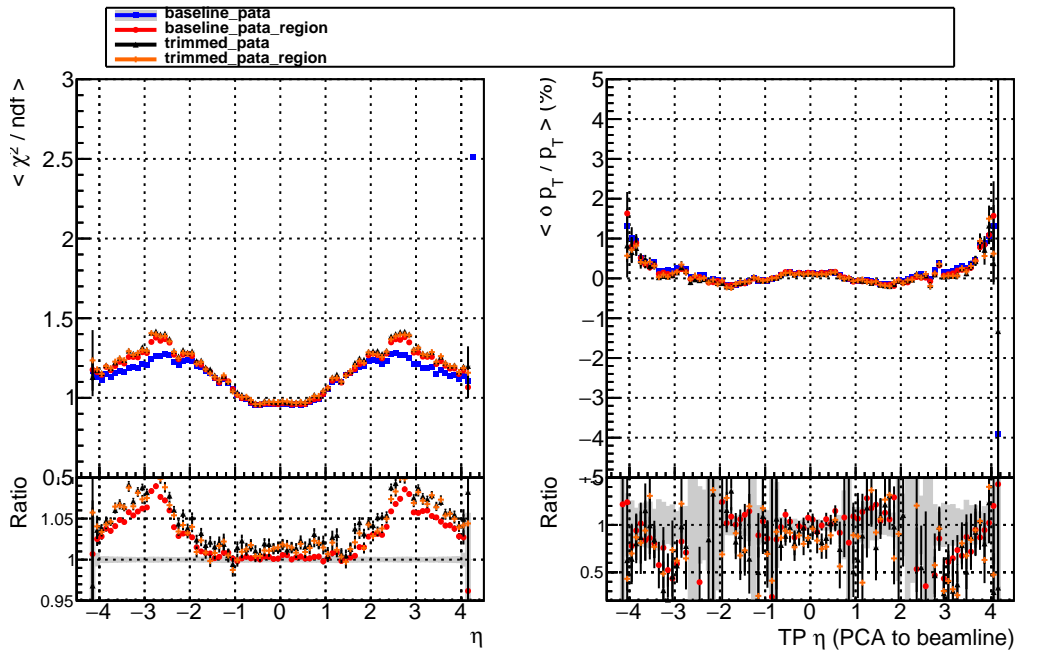 baseline_pata
baseline_pata_region
trimmed_pata
trimmed_pata_region
< χ² / ndf >
3
2.5
2
1.5
1
0.5
Ratio
1.05
1
0.95
−4 −3 −2 −1 0 1 2 3 4
η
< σ p_T / p_T > (%)
5
4
3
2
1
0
−1
−2
−3
−4
Ratio
1
0.5
−4 −3 −2 −1 0 1 2 3 4
TP η (PCA to beamline)